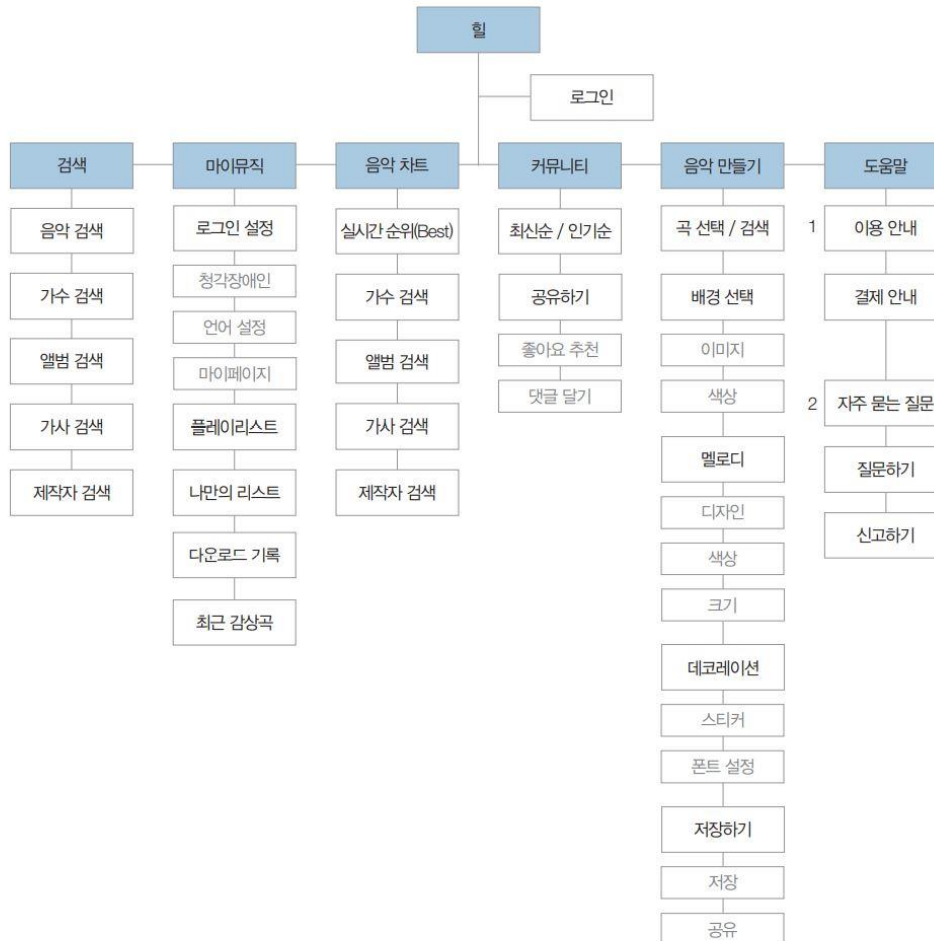 힐
로그인
검색
음악 검색
가수 검색
앨범 검색
가사 검색
제작자 검색
마이뮤직
로그인 설정
청각장애인
언어 설정
마이페이지
플레이리스트
나만의 리스트
다운로드 기록
최근 감상곡
음악 차트
실시간 순위(Best)
가수 검색
앨범 검색
가사 검색
제작자 검색
커뮤니티
최신순 / 인기순
공유하기
좋아요 추천
댓글 달기
음악 만들기
곡 선택 / 검색
배경 선택
이미지
색상
멜로디
디자인
색상
크기
데코레이션
스티커
폰트 설정
저장하기
저장
공유
도움말
1 이용 안내
결제 안내
2 자주 묻는 질문
질문하기
신고하기